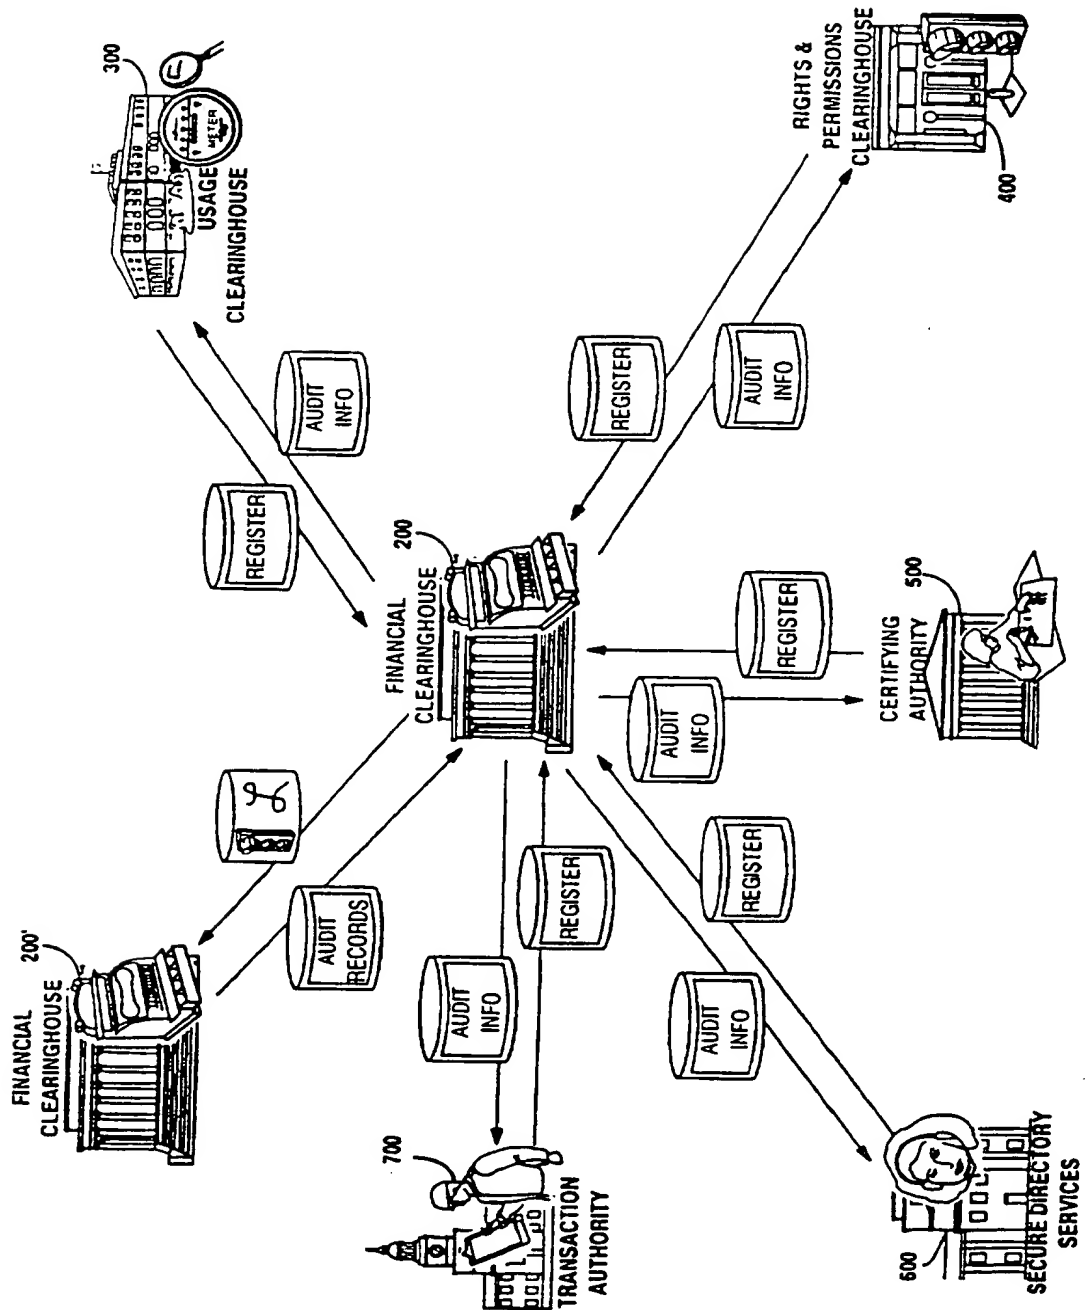 FINANCIAL
CLEARINGHOUSE
200'
USAGE
CLEARINGHOUSE
300
METER
AUDIT
RECORDS
REGISTER
AUDIT
INFO
TRANSACTION
AUTHORITY
700
AUDIT
INFO
REGISTER
FINANCIAL
CLEARINGHOUSE
200
REGISTER
AUDIT
INFO
RIGHTS &
PERMISSIONS
CLEARINGHOUSE
400
SECURE DIRECTORY
SERVICES
600
AUDIT
INFO
REGISTER
AUDIT
INFO
REGISTER
CERTIFYING
AUTHORITY
500